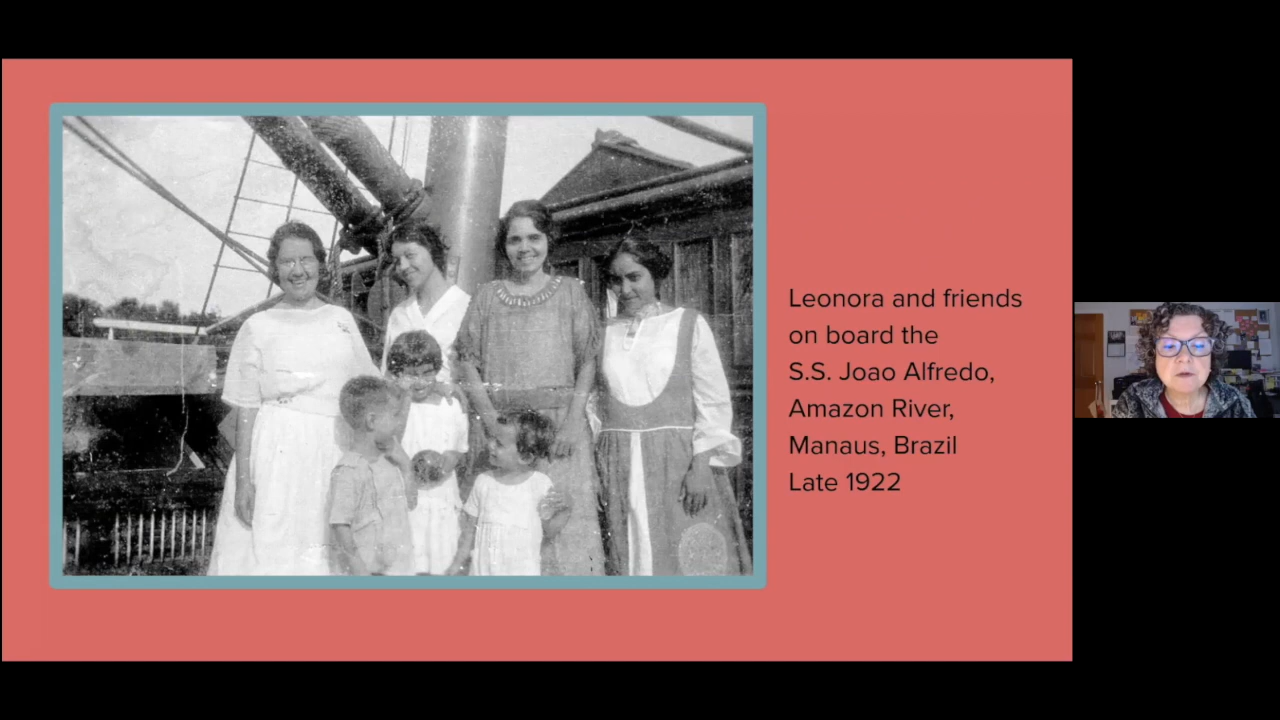 Leonora and friends
on board the
S.S. Joao Alfredo,
Amazon River,
Manaus, Brazil
Late 1922